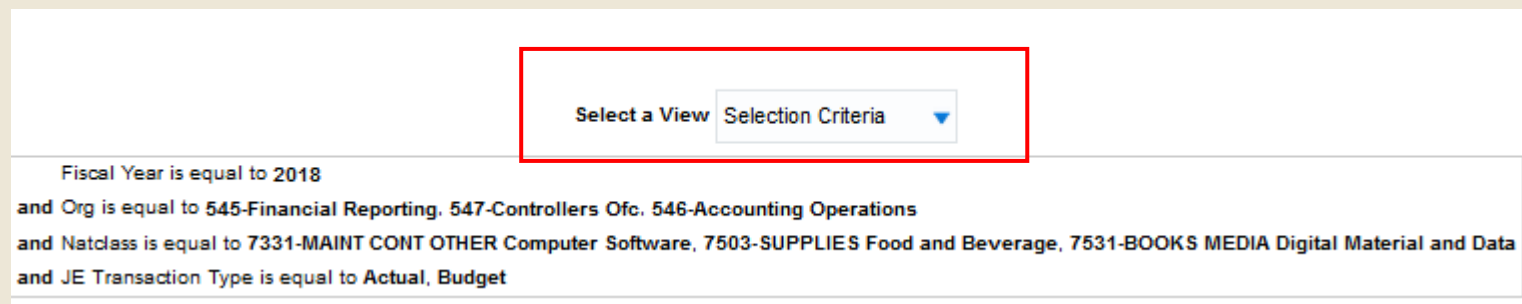 Select a View Selection Criteria
Fiscal Year is equal to 2018
and Org is equal to 545-Financial Reporting. 547-Controllers Ofc. 546-Accounting Operations
and Natclass is equal to 7331-MAINT CONT OTHER Computer Software, 7503-SUPPLIES Food and Beverage, 7531-BOOKS MEDIA Digital Material and Data
and JE Transaction Type is equal to Actual, Budget